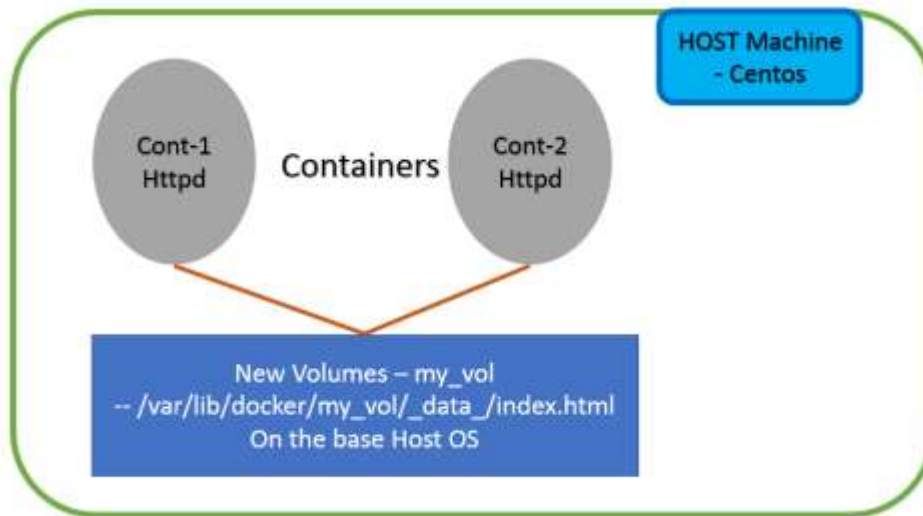 HOST Machine
- Centos
Cont-1
Httpd
Containers
Cont-2
Httpd
New Volumes – my_vol
-- /var/lib/docker/my_vol/_data_/index.html
On the base Host OS